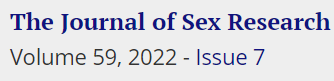 The Journal of Sex Research
Volume 59, 2022 - Issue 7